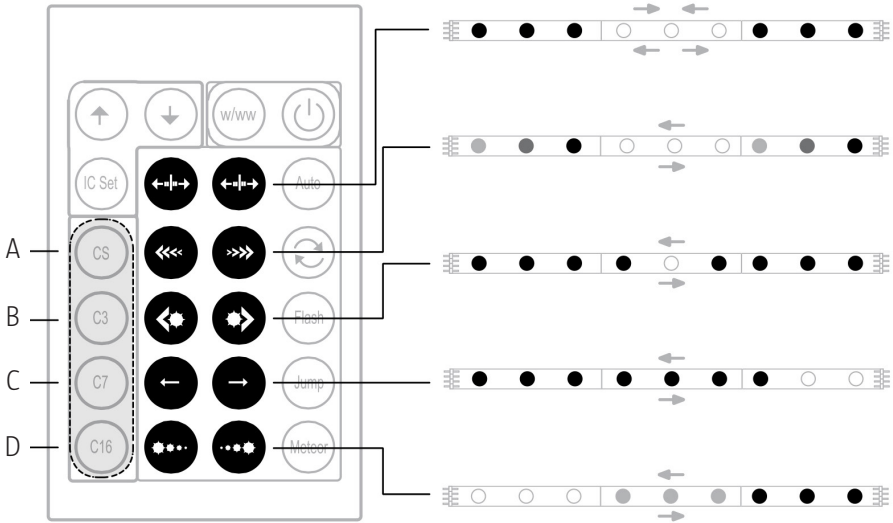 w/ww
IC Set
Auto
A
CS
B
C3
Flash
C
C7
Jump
D
C16
Meteor